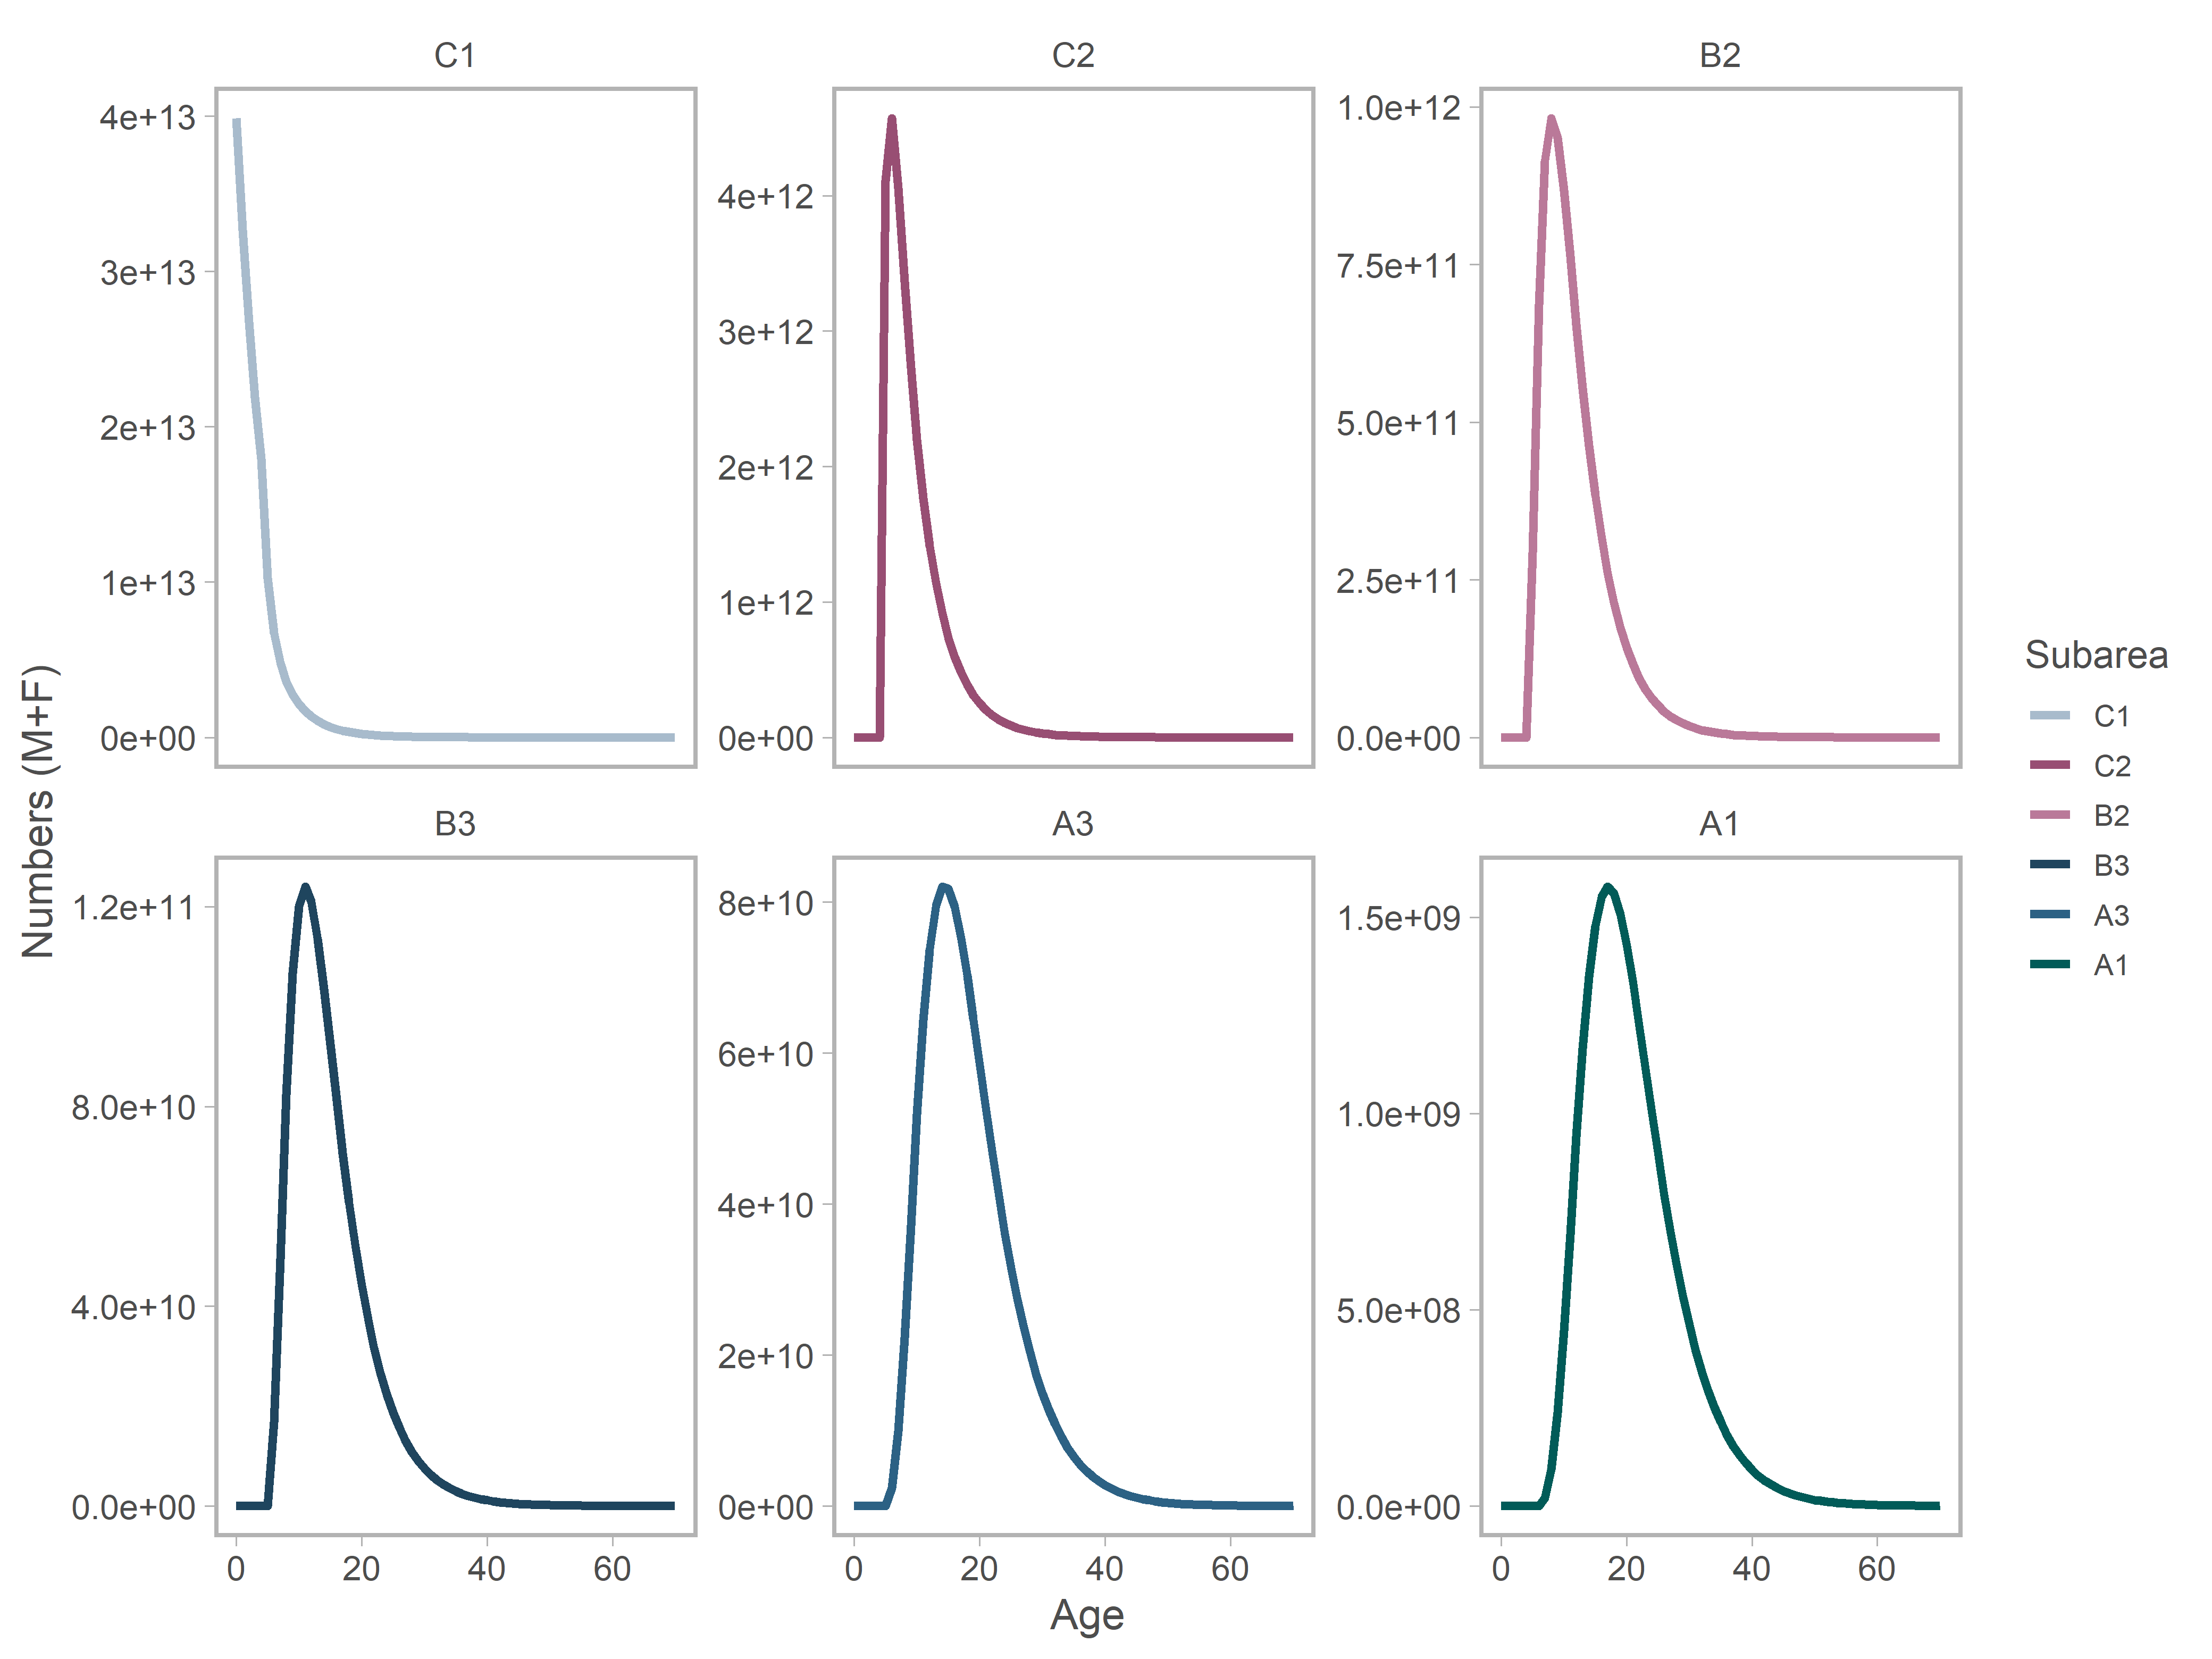 C1
C2
B2
4e+13
3e+13
2e+13
1e+13
0e+00
4e+12
3e+12
2e+12
1e+12
0e+00
1.0e+12
7.5e+11
5.0e+11
2.5e+11
0.0e+00
Numbers (M+F)
B3
A3
A1
1.2e+11
8.0e+10
4.0e+10
0.0e+00
8e+10
6e+10
4e+10
2e+10
0e+00
1.5e+09
1.0e+09
5.0e+08
0.0e+00
0 20 40 60
0 20 40 60
0 20 40 60
Age
Subarea
C1
C2
B2
B3
A3
A1